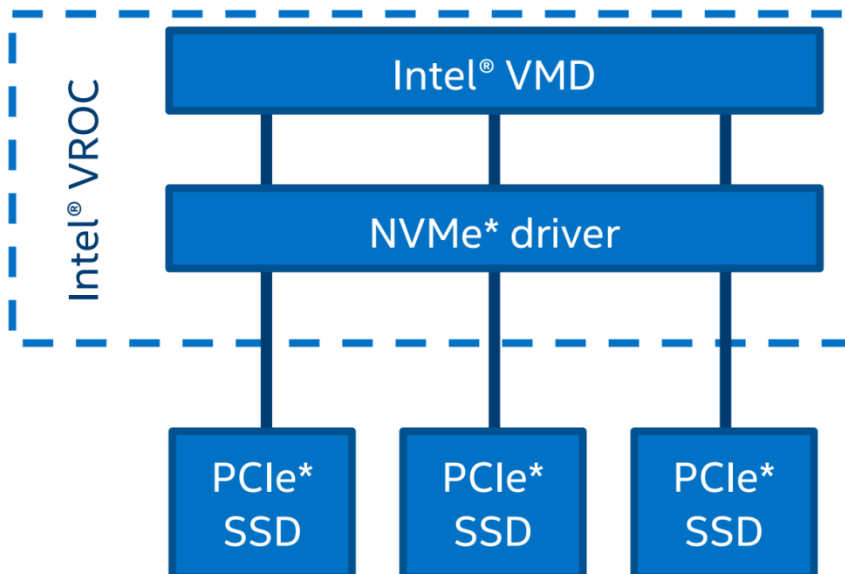 Intel® VROC
Intel® VMD
NVMe* driver
PCIe*
SSD
PCIe*
SSD
PCIe*
SSD